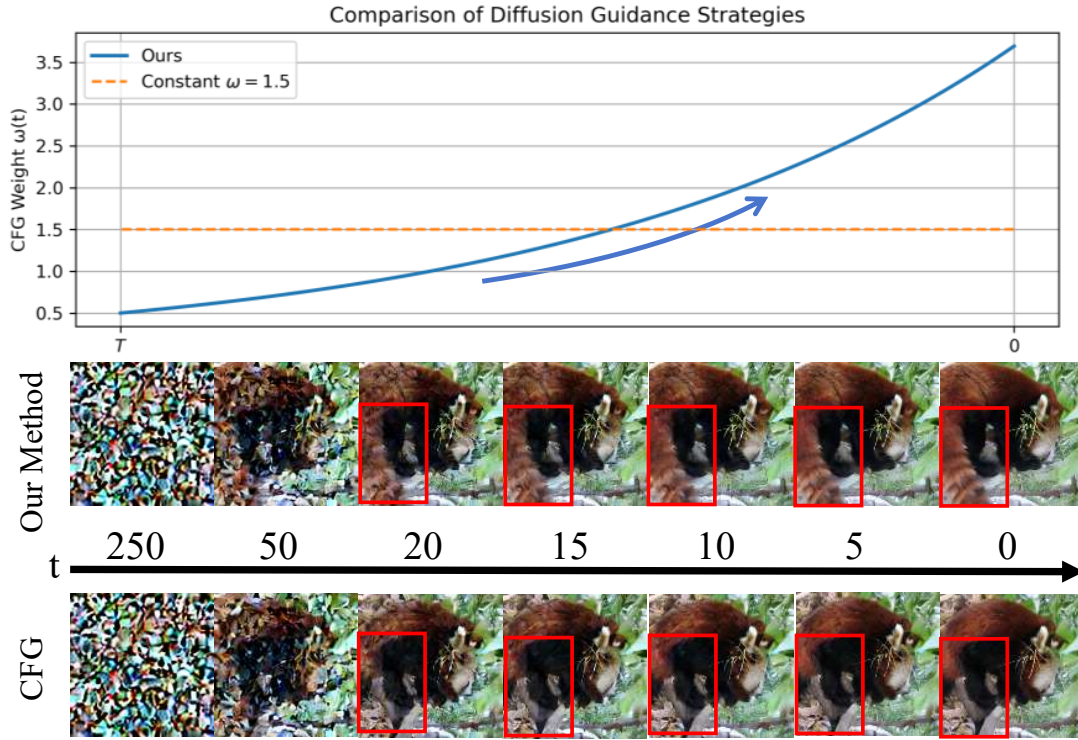 Comparison of Diffusion Guidance Strategies
CFG Weight ω(t)
3.5
3.0
2.5
2.0
1.5
1.0
0.5
Ours
Constant ω = 1.5
T
0
Our Method
t
250
50
20
15
10
5
0
CFG